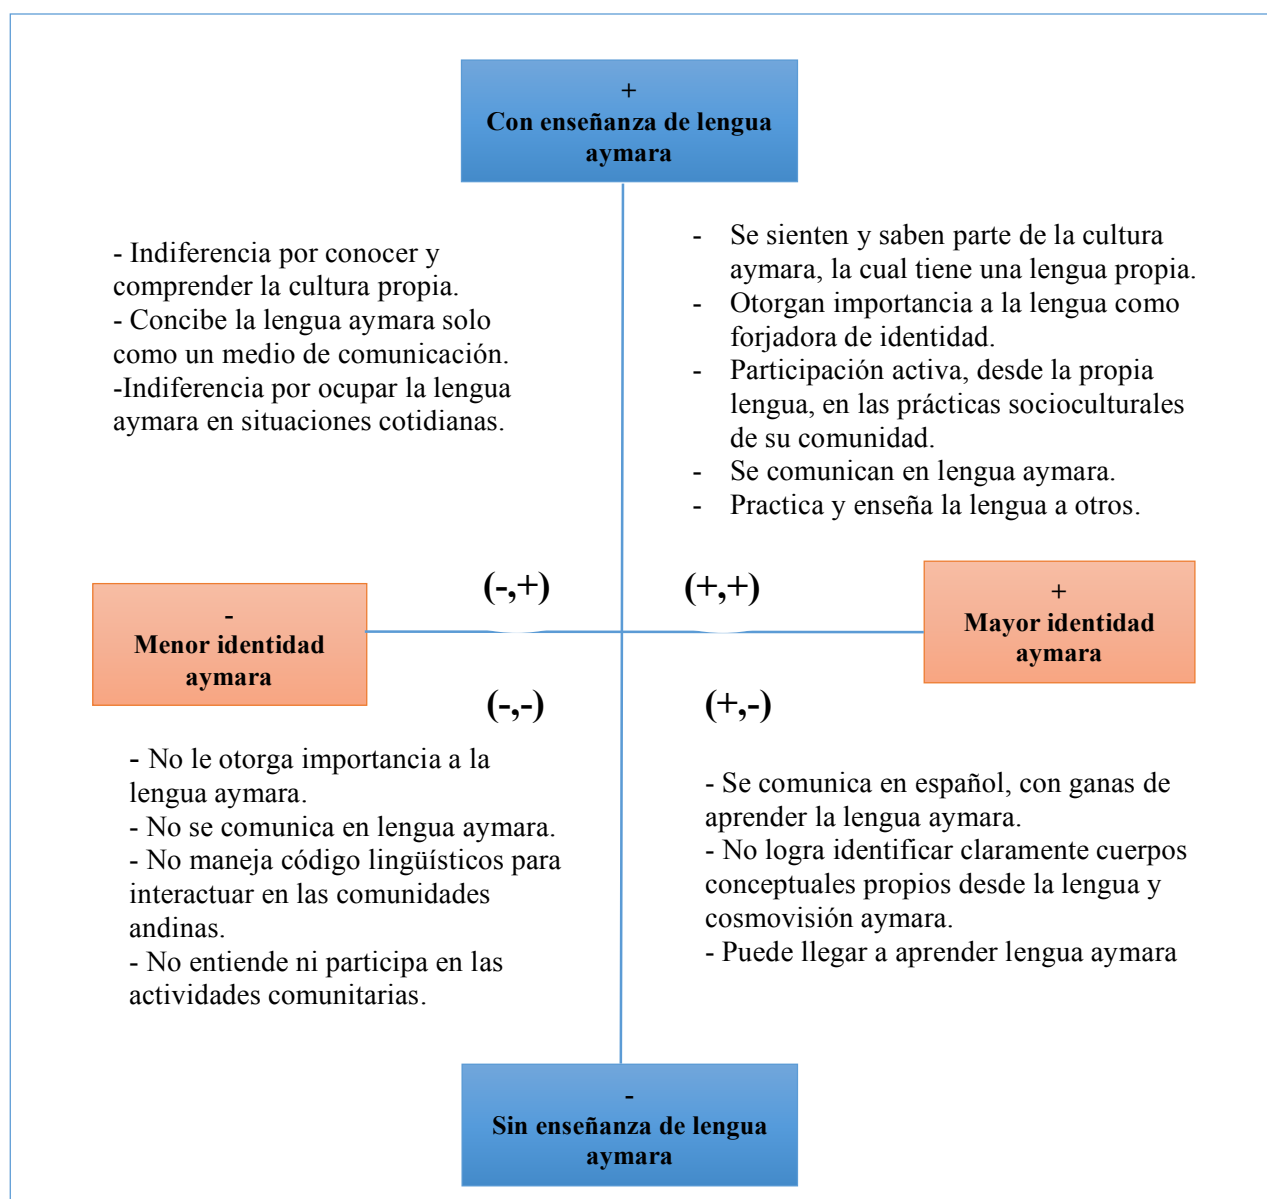 +
Con enseñanza de lengua
aymara
- Indiferencia por conocer y
comprender la cultura propia.
- Concibe la lengua aymara solo
como un medio de comunicación.
-Indiferencia por ocupar la lengua
aymara en situaciones cotidianas.
- Se sienten y saben parte de la cultura
aymara, la cual tiene una lengua propia.
- Otorgan importancia a la lengua como
forjadora de identidad.
- Participación activa, desde la propia
lengua, en las prácticas socioculturales
de su comunidad.
- Se comunican en lengua aymara.
- Practica y enseña la lengua a otros.
(-,+)
(+,+)
-
Menor identidad
aymara
+
Mayor identidad
aymara
(-,-)
(+,-)
- No le otorga importancia a la
lengua aymara.
- No se comunica en lengua aymara.
- No maneja código lingüísticos para
interactuar en las comunidades
andinas.
- No entiende ni participa en las
actividades comunitarias.
- Se comunica en español, con ganas de
aprender la lengua aymara.
- No logra identificar claramente cuerpos
conceptuales propios desde la lengua y
cosmovisión aymara.
- Puede llegar a aprender lengua aymara
-
Sin enseñanza de lengua
aymara